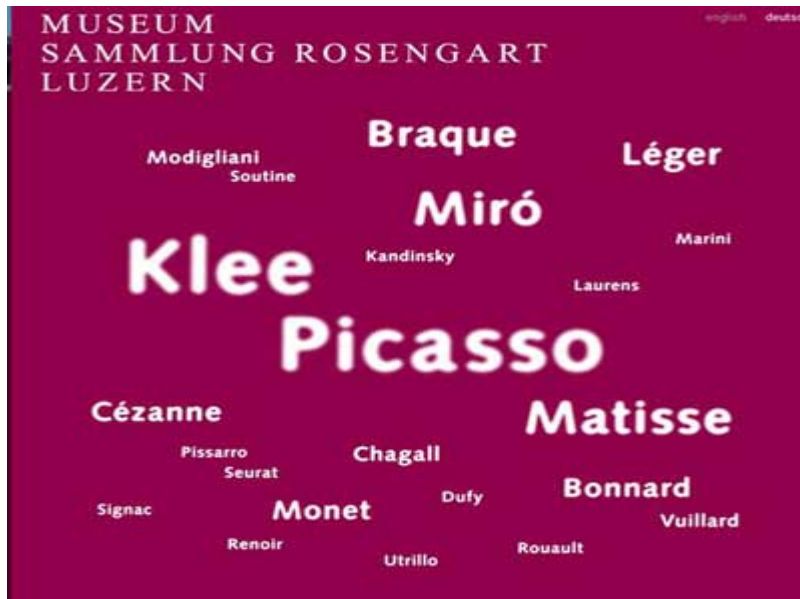 english deutsc
MUSEUM
SAMMLUNG ROSENGART
LUZERN
Braque
Léger
Modigliani
Soutine
Miró
Marini
Klee
Kandinsky
Laurens
Picasso
Cézanne
Matisse
Pissarro
Chagall
Seurat
Bonnard
Signac
Monet
Dufy
Vuillard
Renoir
Utrillo
Rouault